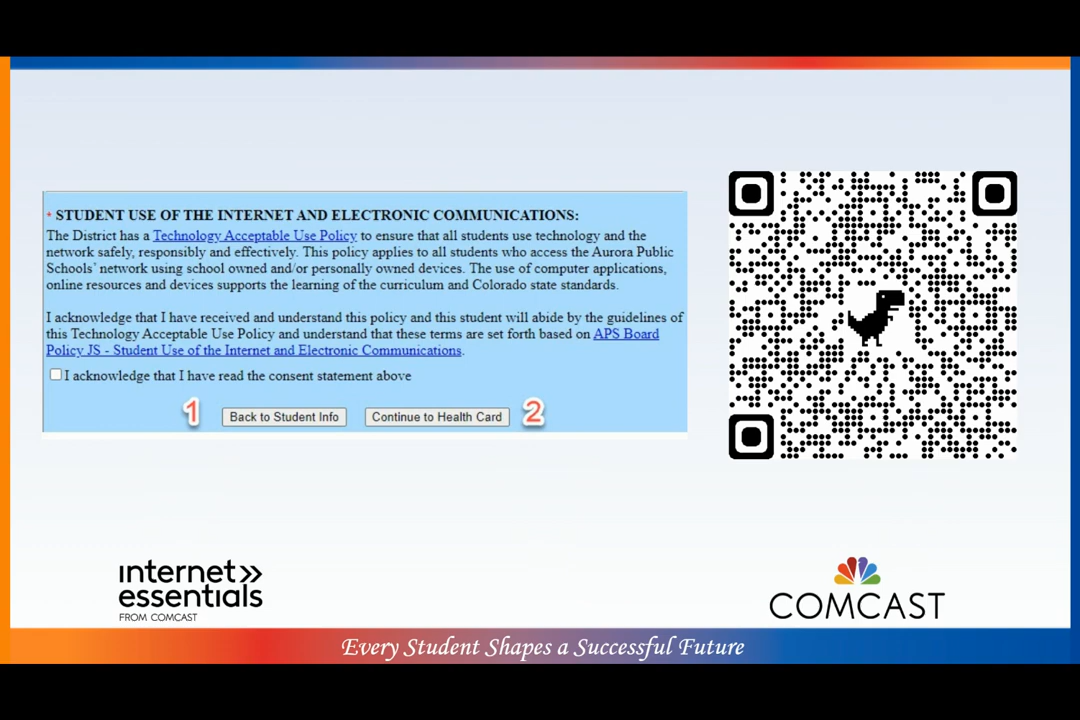 * STUDENT USE OF THE INTERNET AND ELECTRONIC COMMUNICATIONS:
The District has a Technology Acceptable Use Policy to ensure that all students use technology and the
network safely, responsibly and effectively. This policy applies to all students who access the Aurora Public
Schools' network using school owned and/or personally owned devices. The use of computer applications,
online resources and devices supports the learning of the curriculum and Colorado state standards.
I acknowledge that I have received and understand this policy and this student will abide by the guidelines of
this Technology Acceptable Use Policy and understand that these terms are set forth based on APS Board
Policy JS - Student Use of the Internet and Electronic Communications.
I acknowledge that I have read the consent statement above
1 Back to Student Info Continue to Health Card 2
internet
essentials
FROM COMCAST
COMCAST
Every Student Shapes a Successful Future